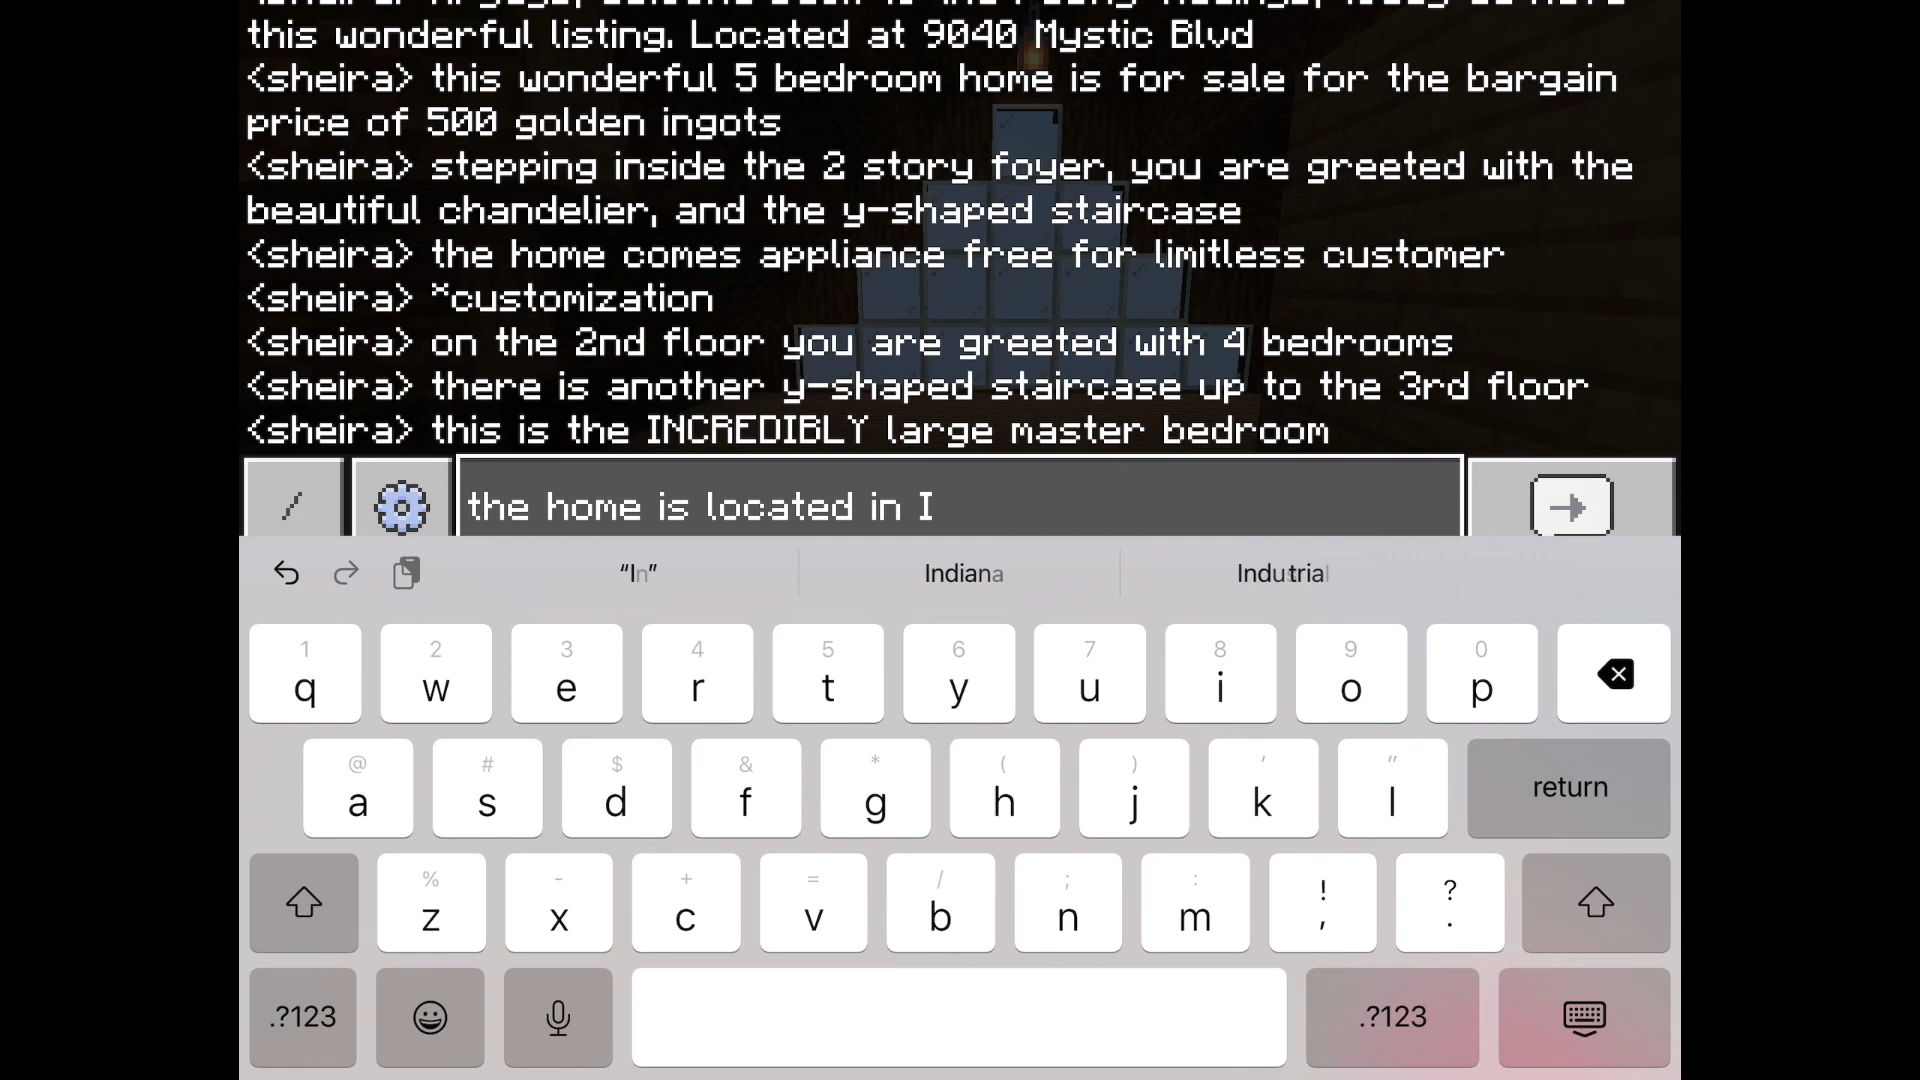 this wonderful listing. Located at 9040 Mystic Blvd
<sheira> this wonderful 5 bedroom home is for sale for the bargain
price of 500 golden ingots
<sheira> stepping inside the 2 story foyer, you are greeted with the
beautiful chandelier, and the y-shaped staircase
<sheira> the home comes appliance free for limitless customer
<sheira> *customization
<sheira> on the 2nd floor you are greeted with 4 bedrooms
<sheira> there is another y-shaped staircase up to the 3rd floor
<sheira> this is the INCREDIBLY large master bedroom
/ the home is located in I
“In” Indiana Industrial
1 2 3 4 5 6 7 8 9 0
q w e r t y u i o p
@ # $ & * ( ) ' "
a s d f g h j k l return
% - + = / ; : ! ?
z x c v b n m , .
.?123 .?123